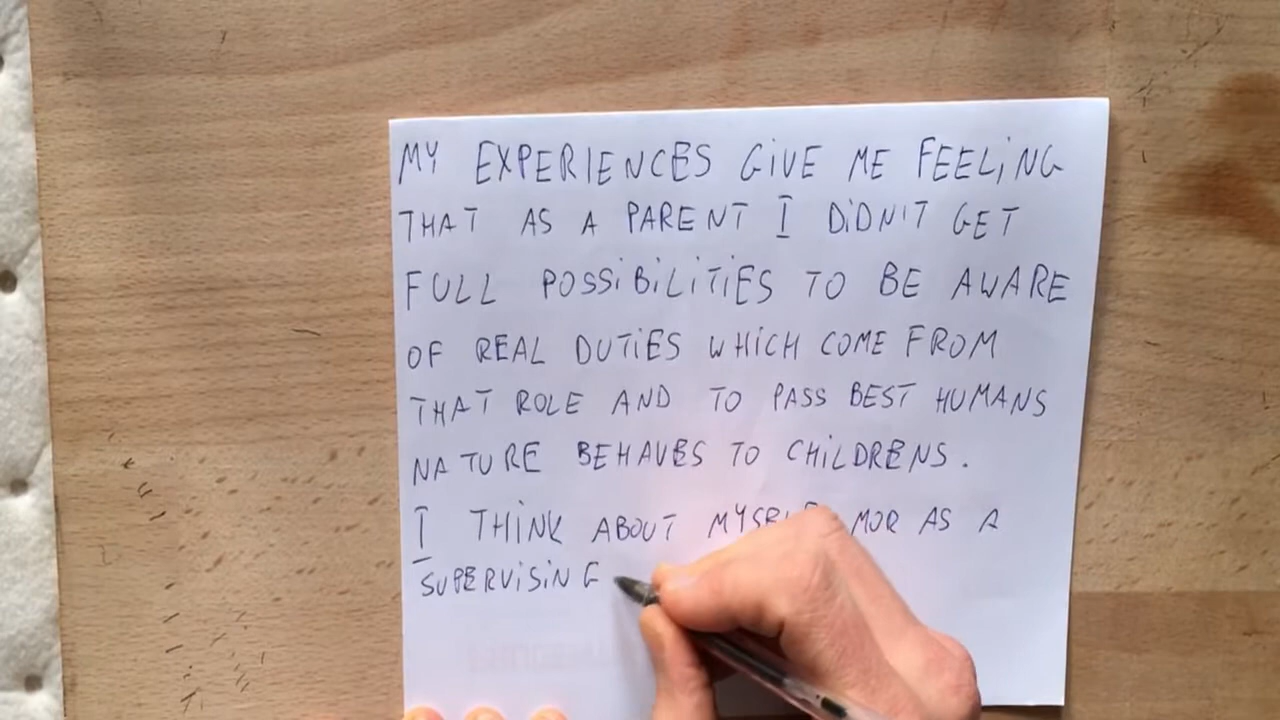 MY EXPERIENCES GIVE ME FEELING
THAT AS A PARENT I DIDN'T GET
FULL POSSIBILITIES TO BE AWARE
OF REAL DUTIES WHICH COME FROM
THAT ROLE AND TO PASS BEST HUMANS
NATURE BEHAVES TO CHILDRENS.
I THINK ABOUT MYSELF MOR AS A
SUPERVISING